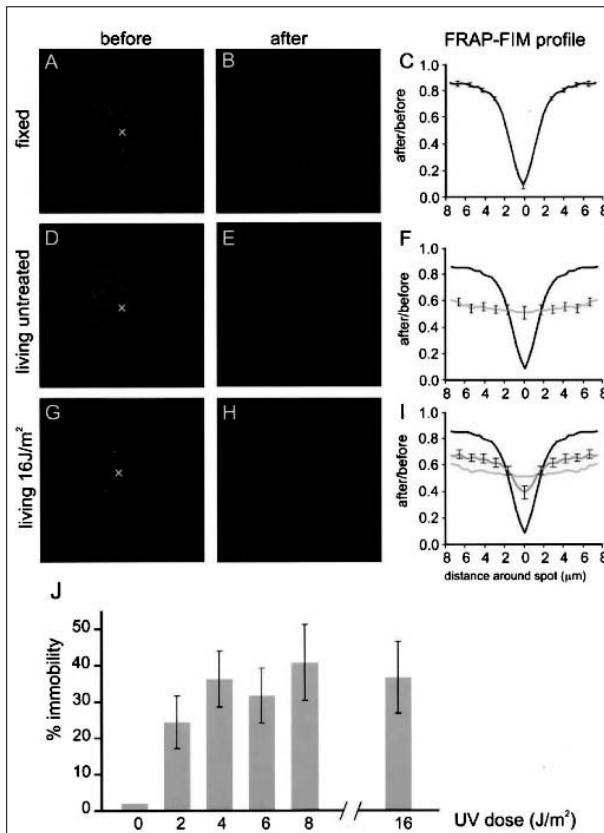 before
after
FRAP-FIM profile
fixed
A
B
C
after/before
1.0
0.8
0.6
0.4
0.2
0.0
8 6 4 2 0 2 4 6 8
living untreated
D
E
F
after/before
1.0
0.8
0.6
0.4
0.2
0.0
8 6 4 2 0 2 4 6 8
living 16J/m²
G
H
I
after/before
1.0
0.8
0.6
0.4
0.2
0.0
8 6 4 2 0 2 4 6 8
distance around spot (μm)
J
% immobility
50
40
30
20
10
0
0 2 4 6 8 16 UV dose (J/m²)